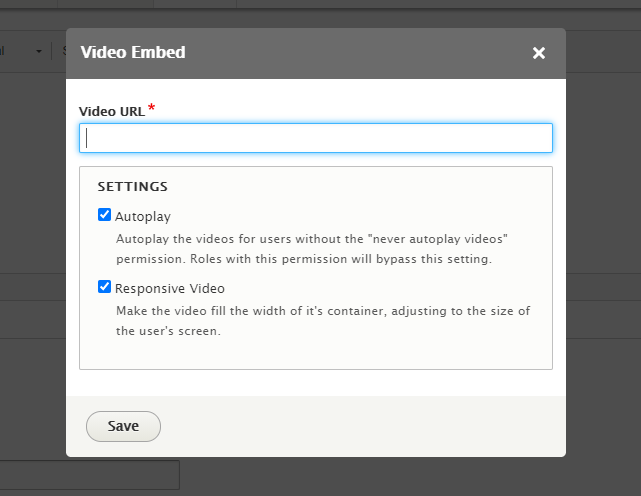 Video Embed
Video URL *
SETTINGS
Autoplay
Autoplay the videos for users without the "never autoplay videos"
permission. Roles with this permission will bypass this setting.
Responsive Video
Make the video fill the width of it's container, adjusting to the size of
the user's screen.
Save